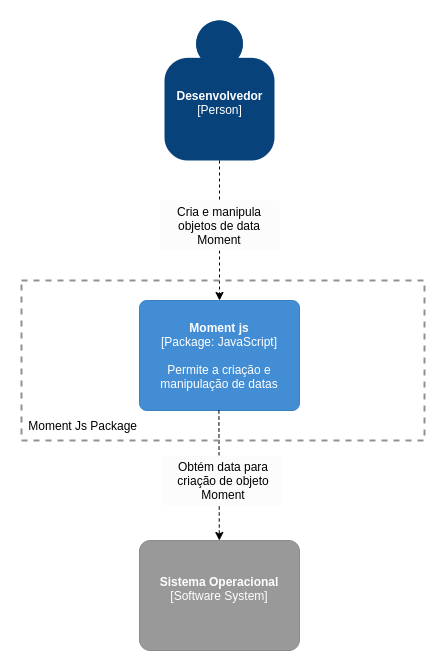 Desenvolvedor
[Person]
Cria e manipula
objetos de data
Moment
Moment js
[Package: JavaScript]
Permite a criação e
manipulação de datas
Moment Js Package
Obtém data para
criação de objeto
Moment
Sistema Operacional
[Software System]